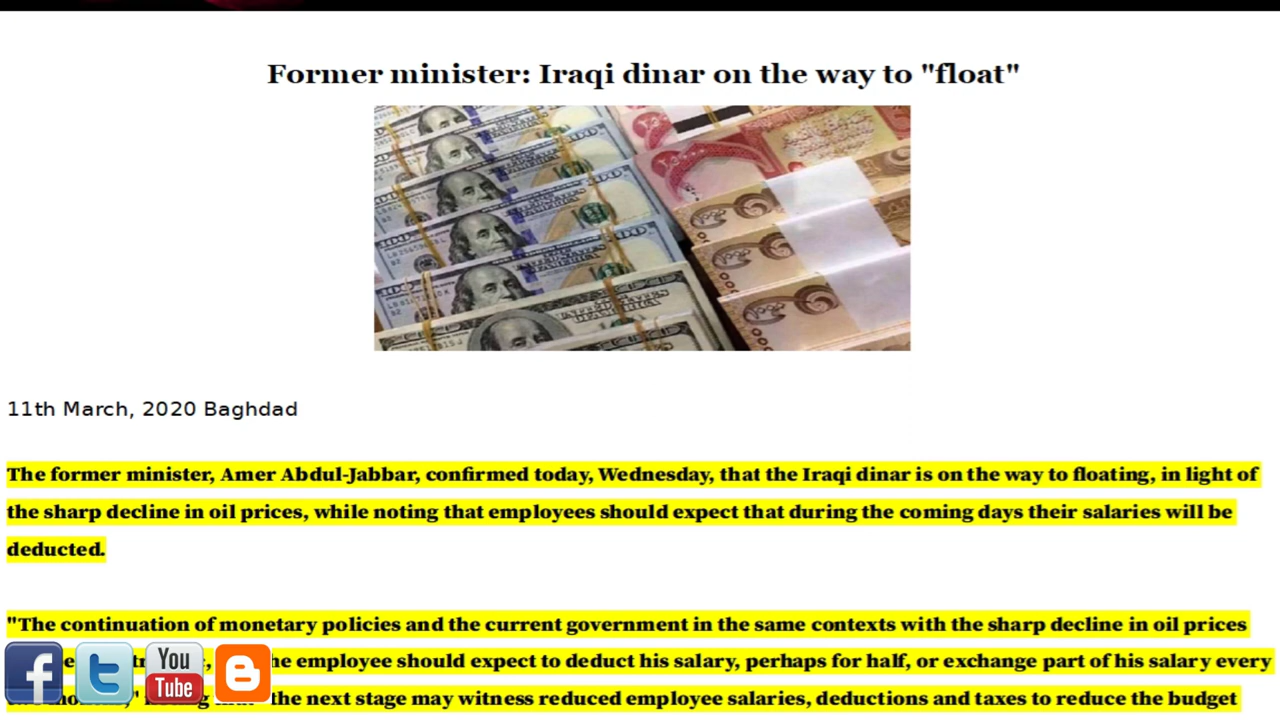 Former minister: Iraqi dinar on the way to "float"
11th March, 2020 Baghdad
The former minister, Amer Abdul-Jabbar, confirmed today, Wednesday, that the Iraqi dinar is on the way to floating, in light of
the sharp decline in oil prices, while noting that employees should expect that during the coming days their salaries will be
deducted.
"The continuation of monetary policies and the current government in the same contexts with the sharp decline in oil prices
employee should expect to deduct his salary, perhaps for half, or exchange part of his salary every
the next stage may witness reduced employee salaries, deductions and taxes to reduce the budget
You
Tube